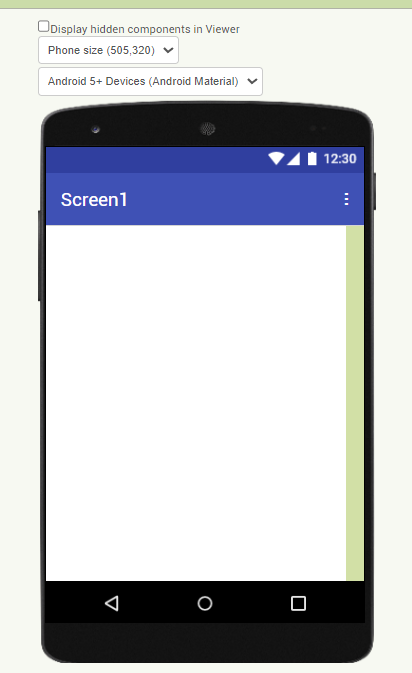 Display hidden components in Viewer
Phone size (505,320)
Android 5+ Devices (Android Material)
12:30
Screen1